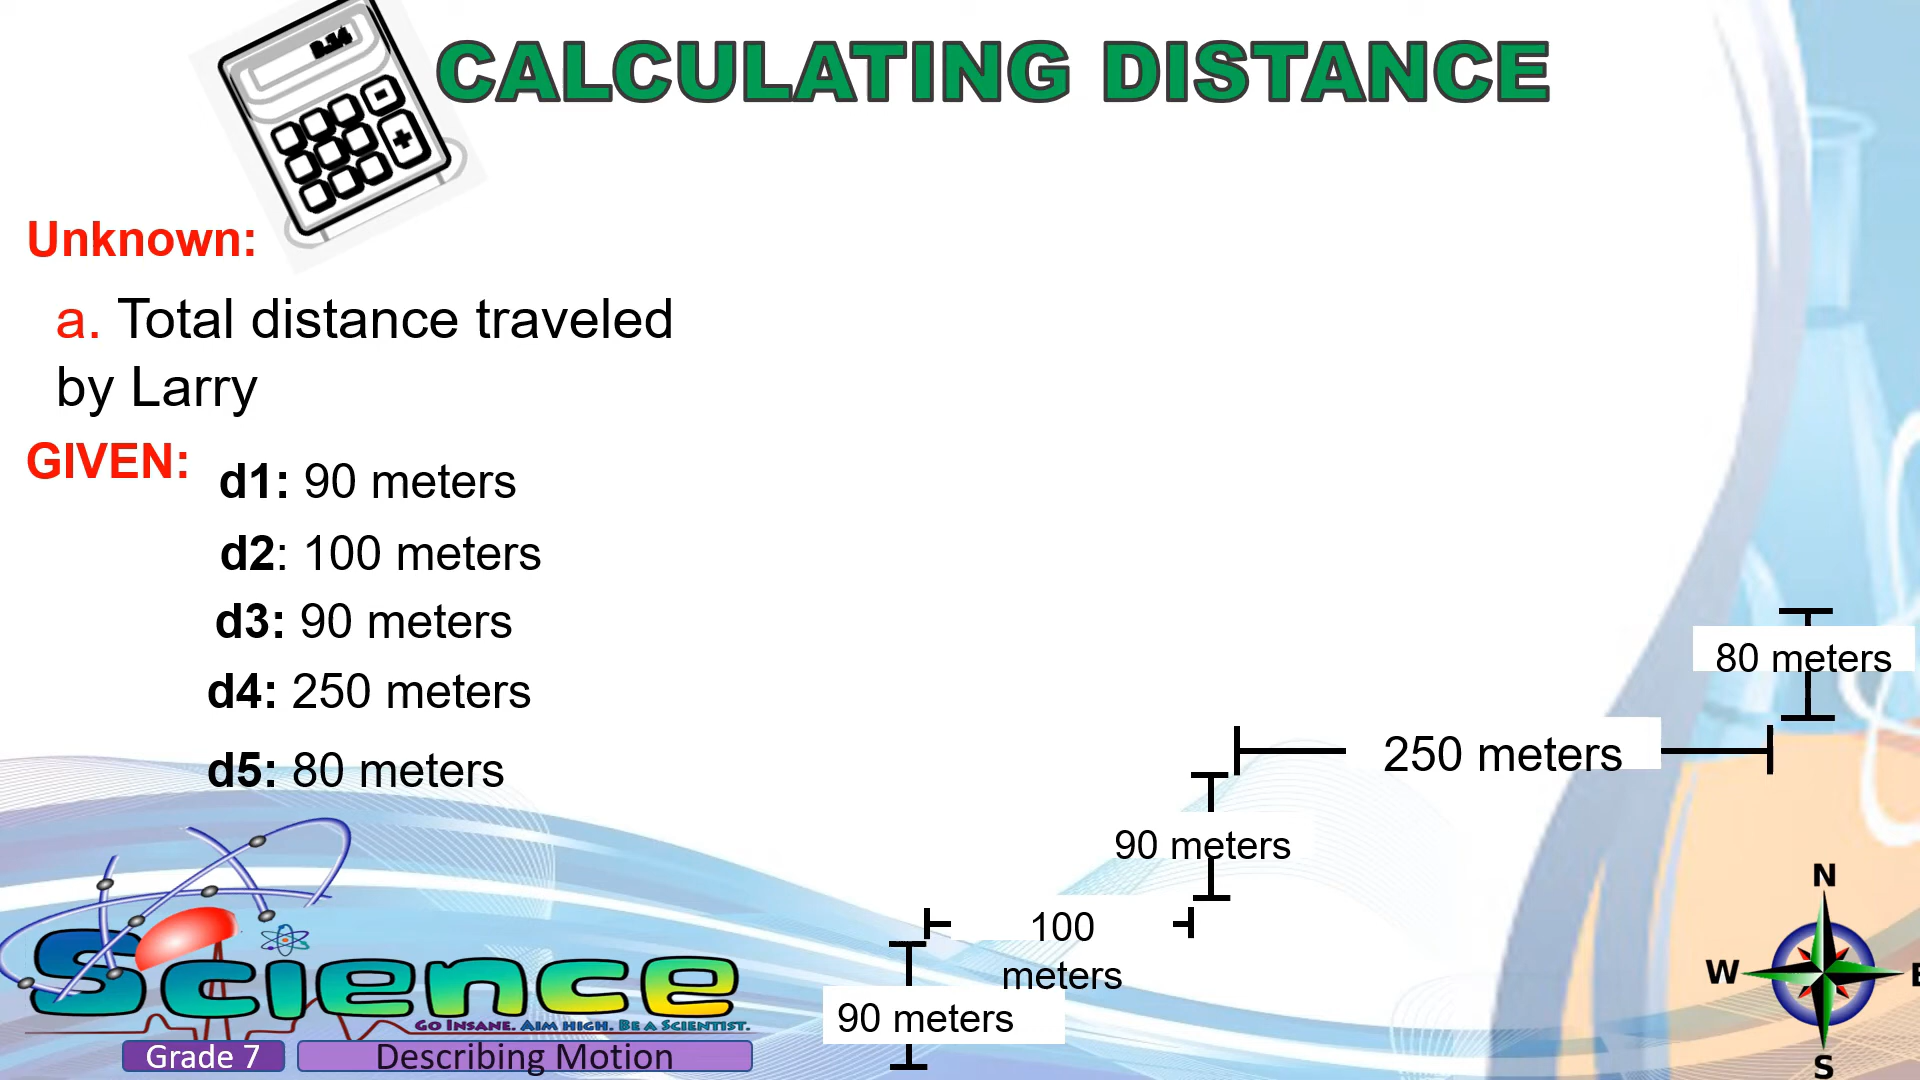 CALCULATING DISTANCE
Unknown:
a. Total distance traveled
by Larry
GIVEN:
d1: 90 meters
d2: 100 meters
d3: 90 meters
d4: 250 meters
d5: 80 meters
80 meters
250 meters
90 meters
100
meters
90 meters
N
W
E
S
Science
GO INSANE. AIM HIGH. BE A SCIENTIST.
Grade 7
Describing Motion